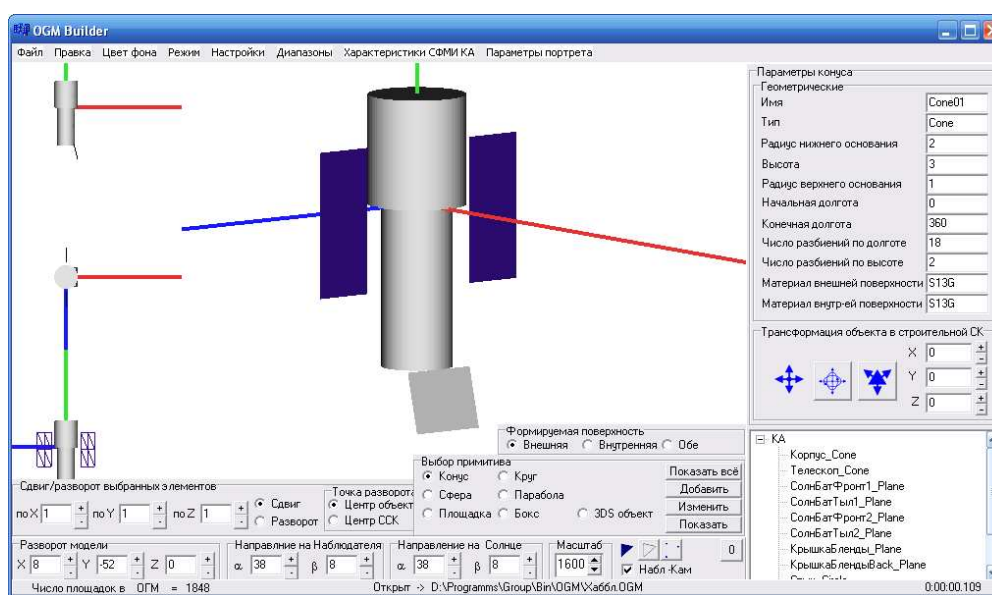 OGM Builder
Файл Правка Цвет фона Режим Настройки Диапазоны Характеристики СФМИ КА Параметры портрета
Параметры конуса
Геометрические
Имя Cone01
Тип Cone
Радиус нижнего основания 2
Высота 3
Радиус верхнего основания 1
Начальная долгота 0
Конечная долгота 360
Число разбиений по долготе 18
Число разбиений по высоте 2
Материал внешней поверхности S13G
Материал внутр-ей поверхности S13G
Трансформация объекта в строительной СК
X 0
Y 0
Z 0
Формируемая поверхность
Внешняя Внутренняя Обе
Выбор примитива
Конус Круг Показать всё
Сфера Парабола Добавить
Площадка Бокс 3DS объект Изменить
Показать
КА
Корпус_Cone
Телескоп_Cone
СолнБатФронт1_Plane
СолнБатТыл1_Plane
СолнБатФронт2_Plane
СолнБатТыл2_Plane
КрышкаБленды_Plane
КрышкаБлендыBack_Plane
Сдвиг/разворот выбранных элементов
по X 1 по Y 1 по Z 1
Сдвиг
Разворот
Точка разворота
Центр объект
Центр ССК
Разворот модели
X 8 Y -52 Z 0
Направлние на Наблюдателя
α 38 β 8
Направление на Солнце
α 38 β 8
Масштаб
1600
Набл-Кам
0
Число площадок в ОГМ = 1848 Открыт -> D:\Programms\Group\Bin\OGM\Хаббл.OGM 0:00:00.109